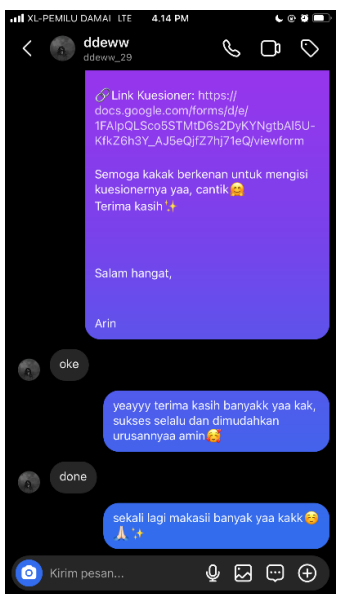 XL-PEMILU DAMAI LTE 4.14 PM
ddeww
ddeww_29
Link Kuesioner: https://
docs.google.com/forms/d/e/
1FAIpQLSco5STMtD6s2DyKYNgtbAl5U-
KfkZ6h3Y_AJ5eQjfZ7hj71eQ/viewform
Semoga kakak berkenan untuk mengisi
kuesionernya yaa, cantik🤗
Terima kasih✨
Salam hangat,
Arin
oke
yeayyy terima kasih banyakk yaa kak,
sukses selalu dan dimudahkan
urusannyaa amin🥰
done
sekali lagi makasii banyak yaa kakk☺️
🙏🏻✨
Kirim pesan...